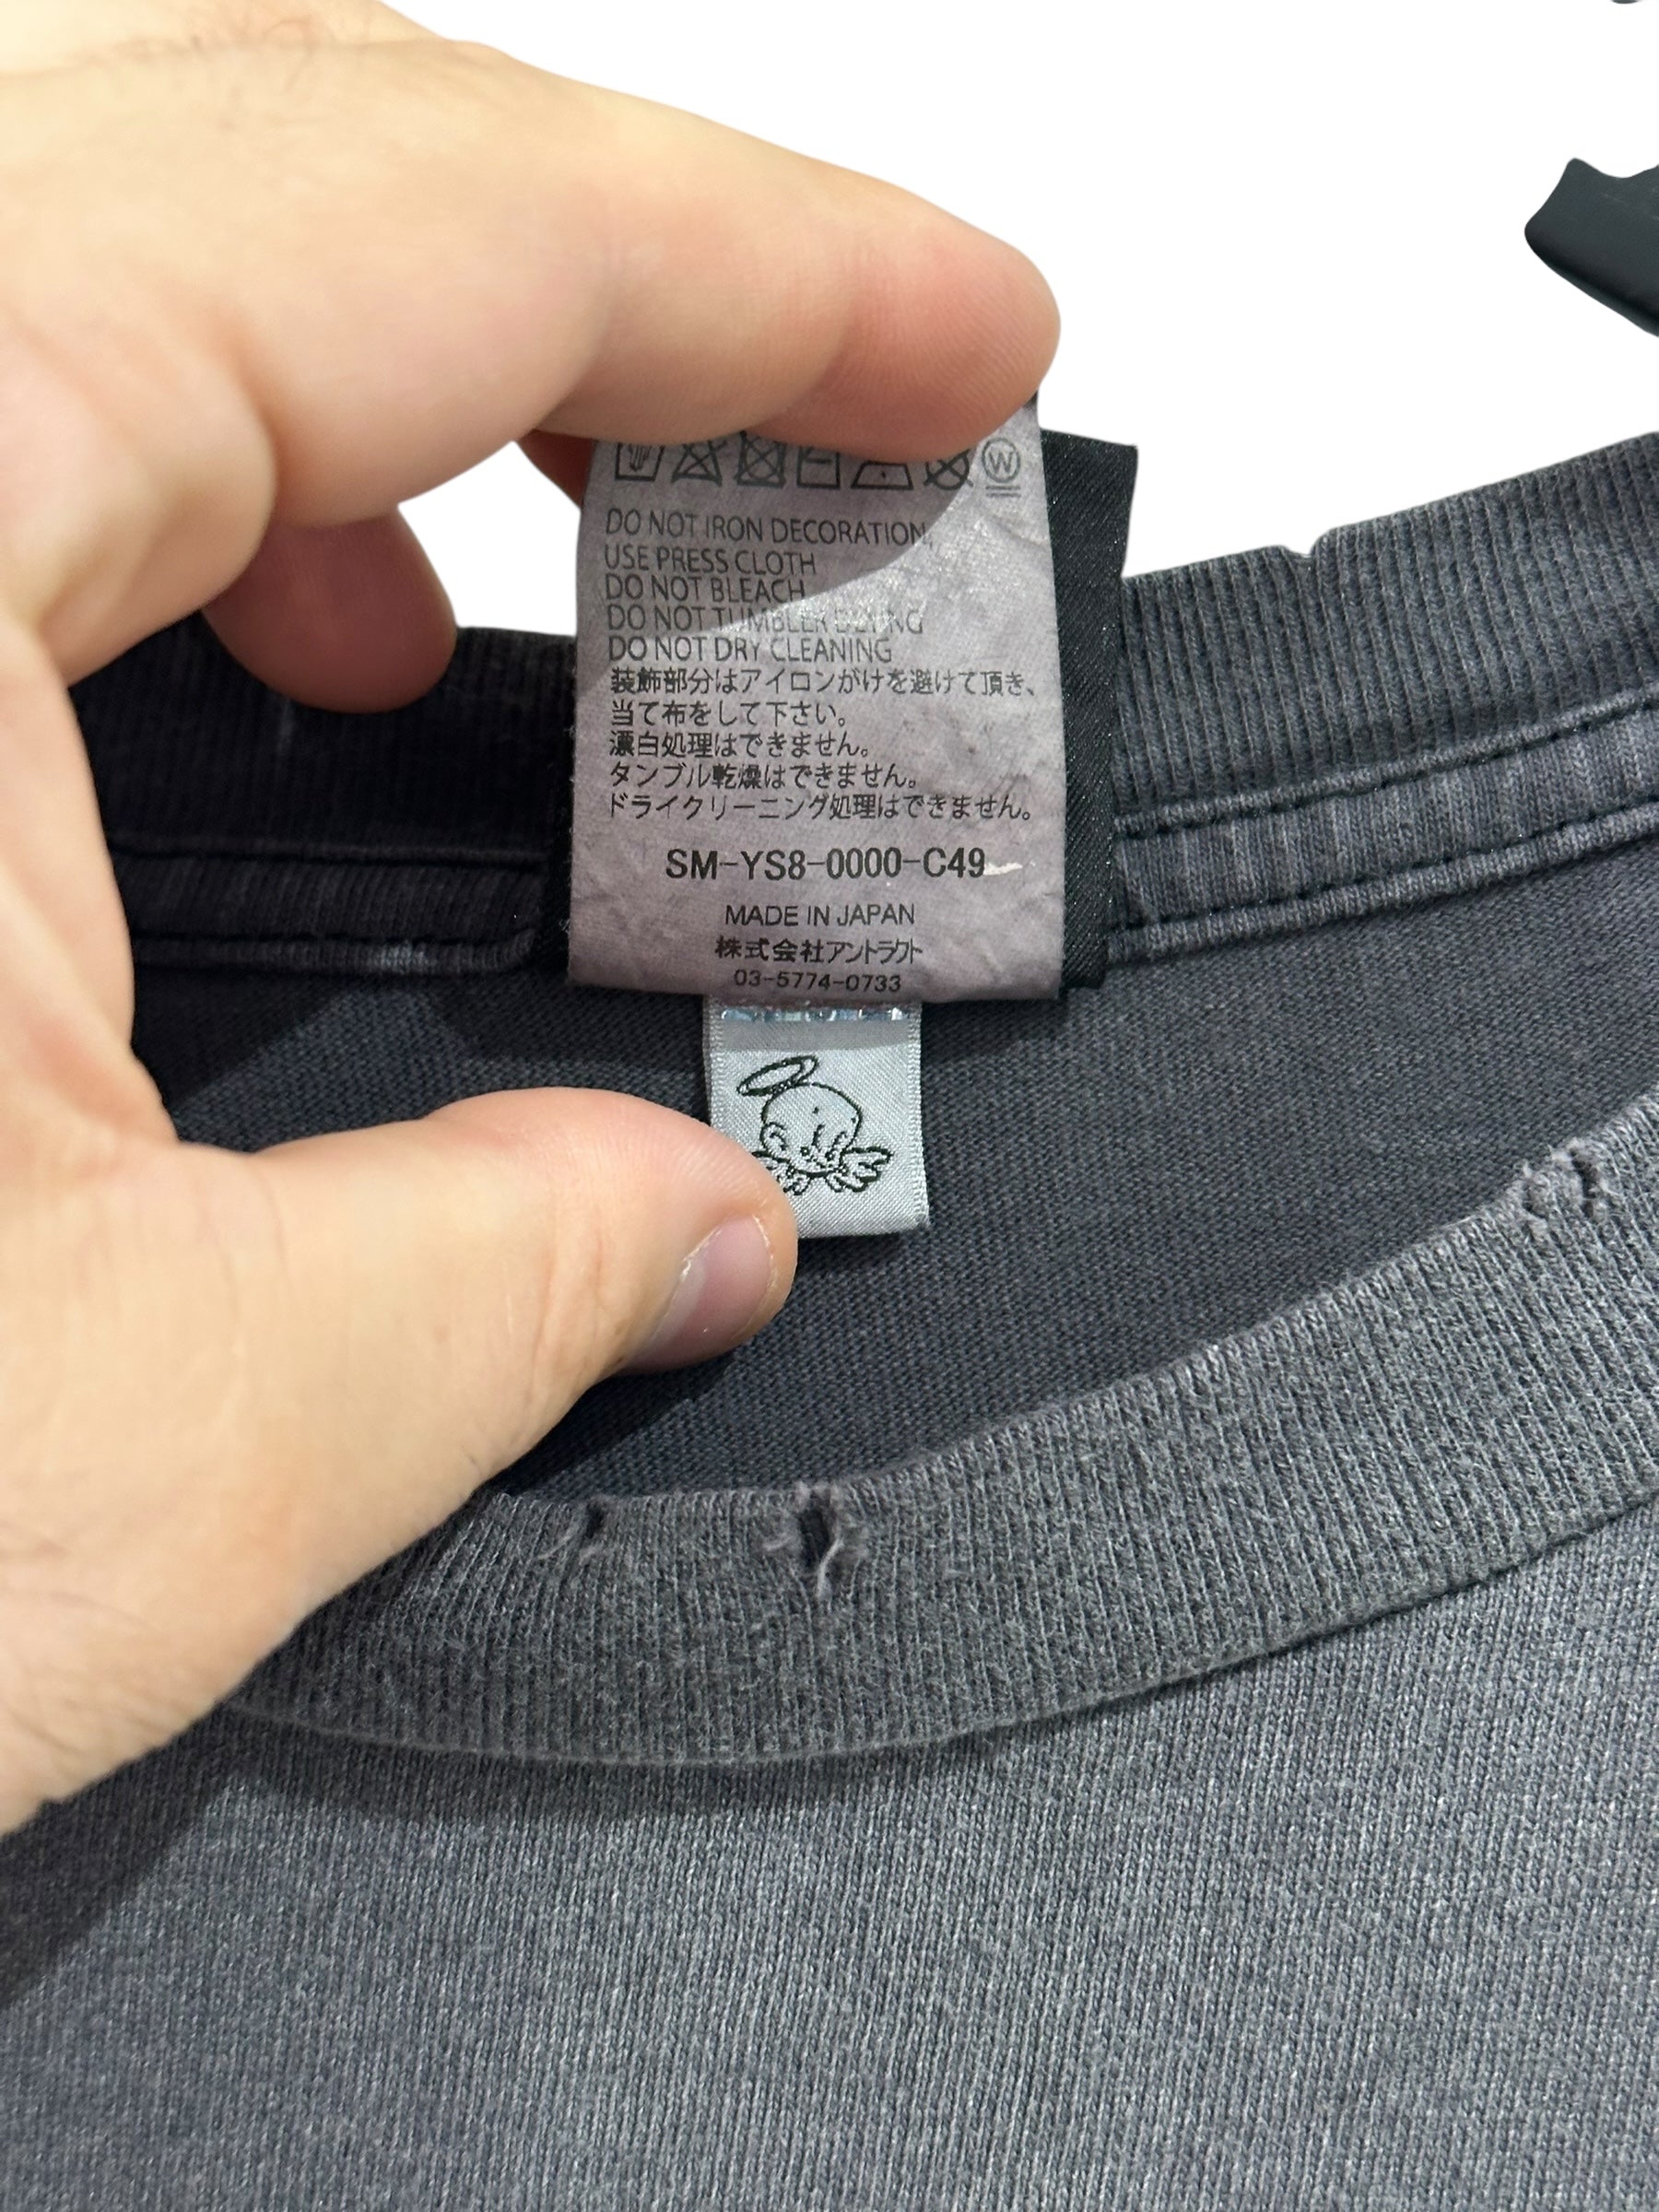 W
DO NOT IRON DECORATION,
USE PRESS CLOTH
DO NOT BLEACH
DO NOT TUMBLER DRYING
DO NOT DRY CLEANING
装飾部分はアイロンがけを避けて頂き、
当て布をして下さい。
漂白処理はできません。
タンブル乾燥はできません。
ドライクリーニング処理はできません。
SM-YS8-0000-C49
MADE IN JAPAN
株式会社アントラクト
03-5774-0733